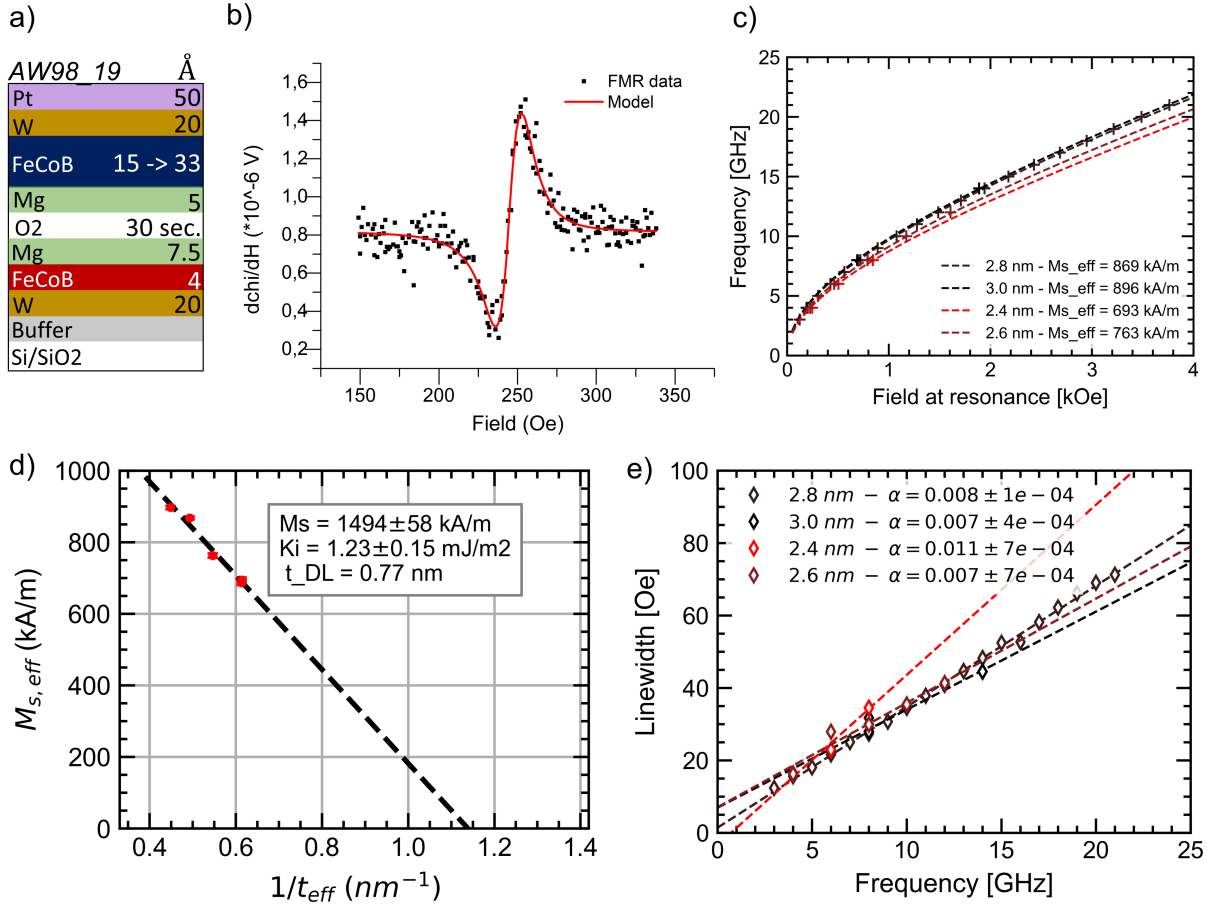 a)
AW98_19 Å
Pt 50
W 20
FeCoB 15 -> 33
Mg 5
O2 30 sec.
Mg 7.5
FeCoB 4
W 20
Buffer
Si/SiO2
b)
FMR data
Model
1,6
1,4
1,2
1,0
0,8
0,6
0,4
0,2
dchi/dH (*10^-6 V)
150 200 250 300 350
Field (Oe)
c)
25
20
15
10
5
0
Frequency [GHz]
2.8 nm - Ms_eff = 869 kA/m
3.0 nm - Ms_eff = 896 kA/m
2.4 nm - Ms_eff = 693 kA/m
2.6 nm - Ms_eff = 763 kA/m
0 1 2 3 4
Field at resonance [kOe]
d)
1000
800
600
400
200
0
M_{s, eff} (kA/m)
Ms = 1494±58 kA/m
Ki = 1.23±0.15 mJ/m2
t_DL = 0.77 nm
0.4 0.6 0.8 1.0 1.2 1.4
1/t_{eff} (nm⁻¹)
e)
100
80
60
40
20
0
Linewidth [Oe]
2.8 nm − α = 0.008 ± 1e − 04
3.0 nm − α = 0.007 ± 4e − 04
2.4 nm − α = 0.011 ± 7e − 04
2.6 nm − α = 0.007 ± 7e − 04
0 5 10 15 20 25
Frequency [GHz]